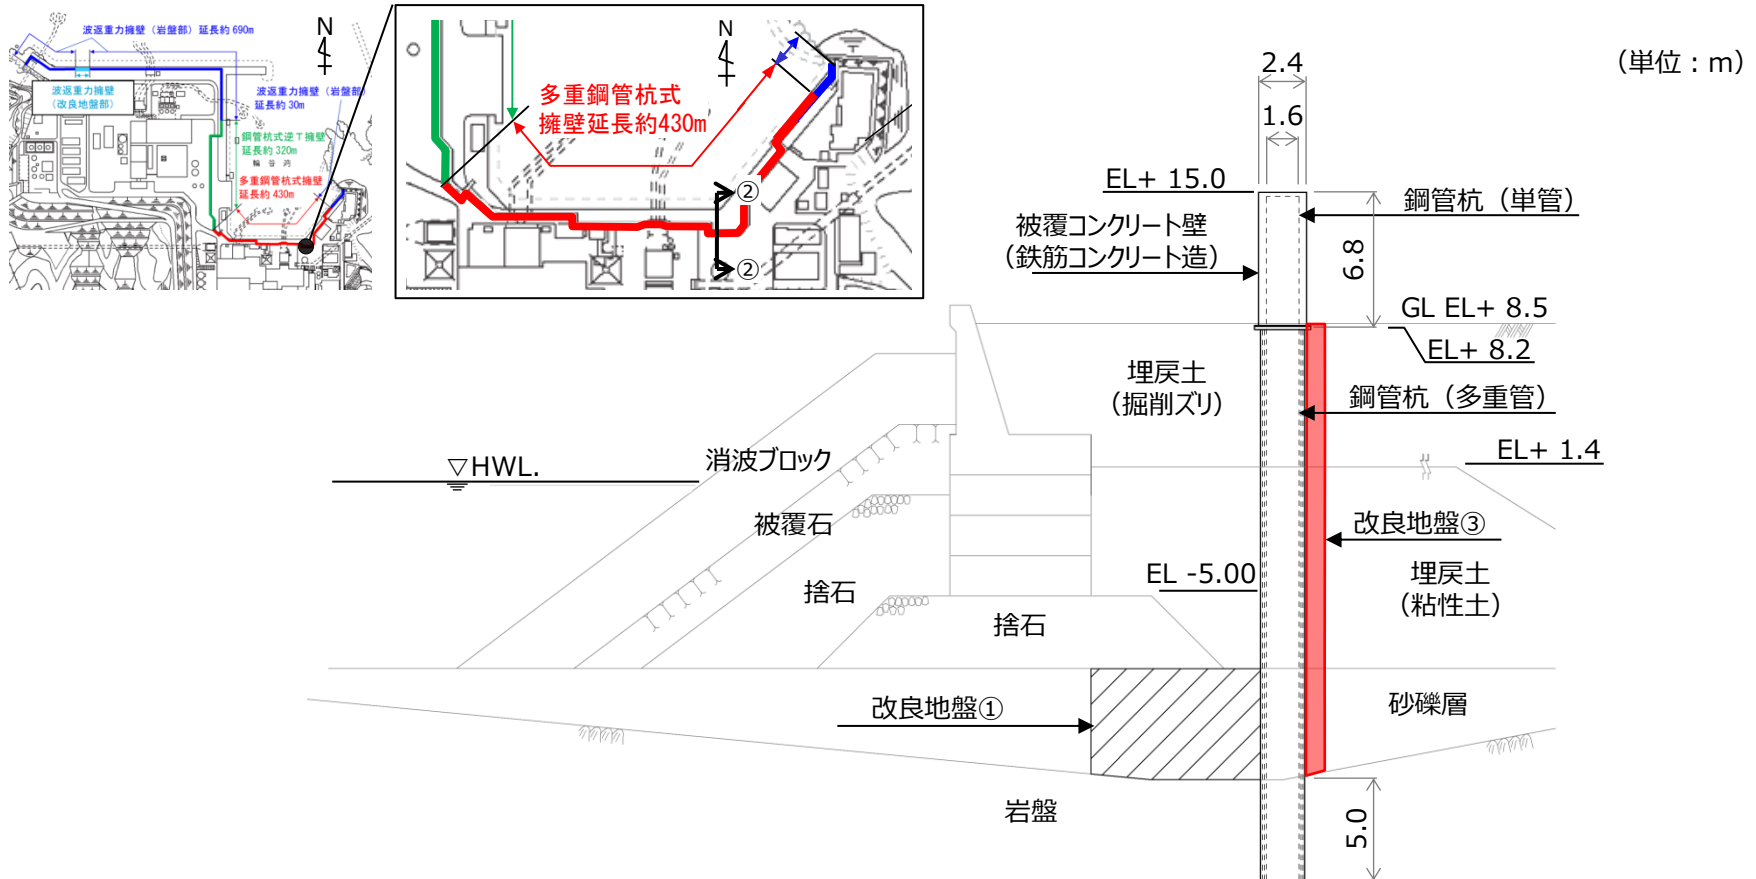 波返重力擁壁（岩盤部）延長約690m
N
波返重力擁壁
（改良地盤部）
波返重力擁壁（岩盤部）
延長約30m
鋼管杭式逆T擁壁
延長約320m
輪谷湾
多重鋼管杭式擁壁
延長約430m
N
多重鋼管杭式
擁壁延長約430m
②
②
（単位：m）
2.4
1.6
EL+ 15.0
鋼管杭（単管）
被覆コンクリート壁
（鉄筋コンクリート造）
6.8
GL EL+ 8.5
EL+ 8.2
埋戻土
（掘削ズリ）
鋼管杭（多重管）
EL+ 1.4
▽HWL.
消波ブロック
被覆石
改良地盤③
捨石
EL -5.00
埋戻土
（粘性土）
捨石
改良地盤①
砂礫層
岩盤
5.0